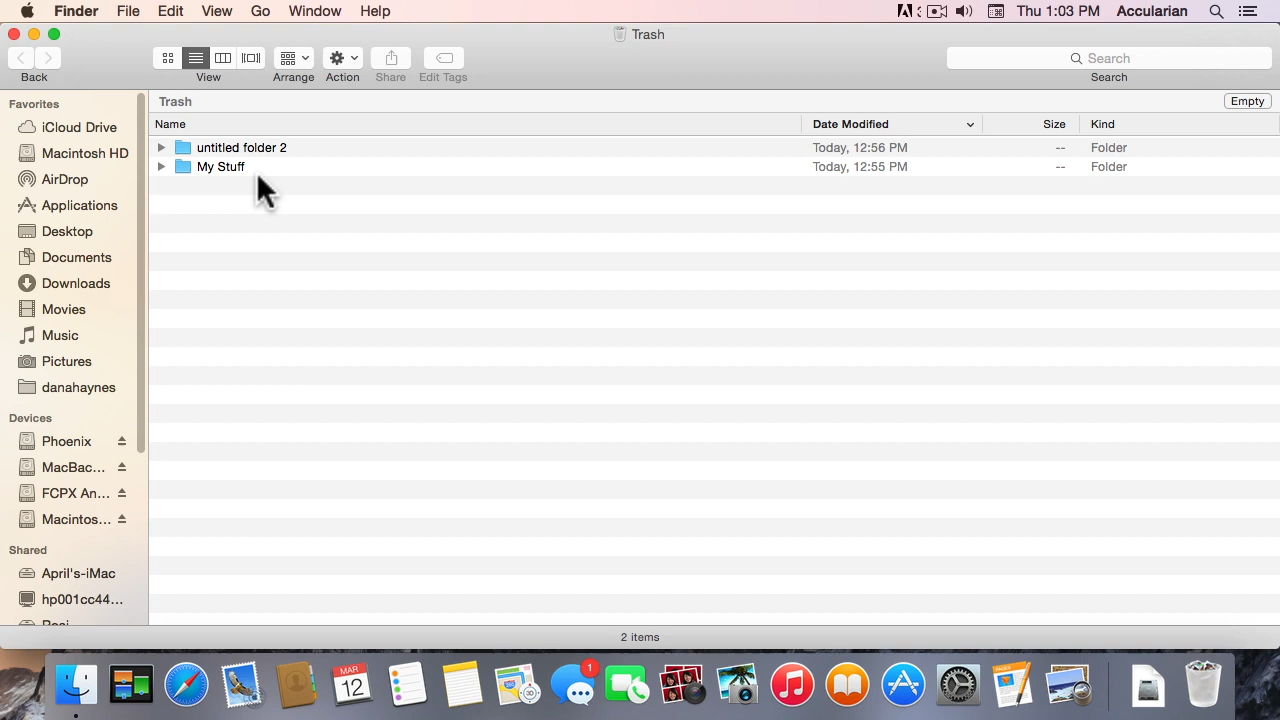 Finder File Edit View Go Window Help Thu 1:03 PM Accularian
Trash
Back View Arrange Action Share Edit Tags Search
Search
Favorites
iCloud Drive
Macintosh HD
AirDrop
Applications
Desktop
Documents
Downloads
Movies
Music
Pictures
danahaynes
Devices
Phoenix
MacBac...
FCPX An...
Macintos...
Shared
April's-iMac
hp001cc44...
Trash Empty
Name Date Modified Size Kind
untitled folder 2 Today, 12:56 PM -- Folder
My Stuff Today, 12:55 PM -- Folder
2 items
1
MAR
12
3D
PAGES